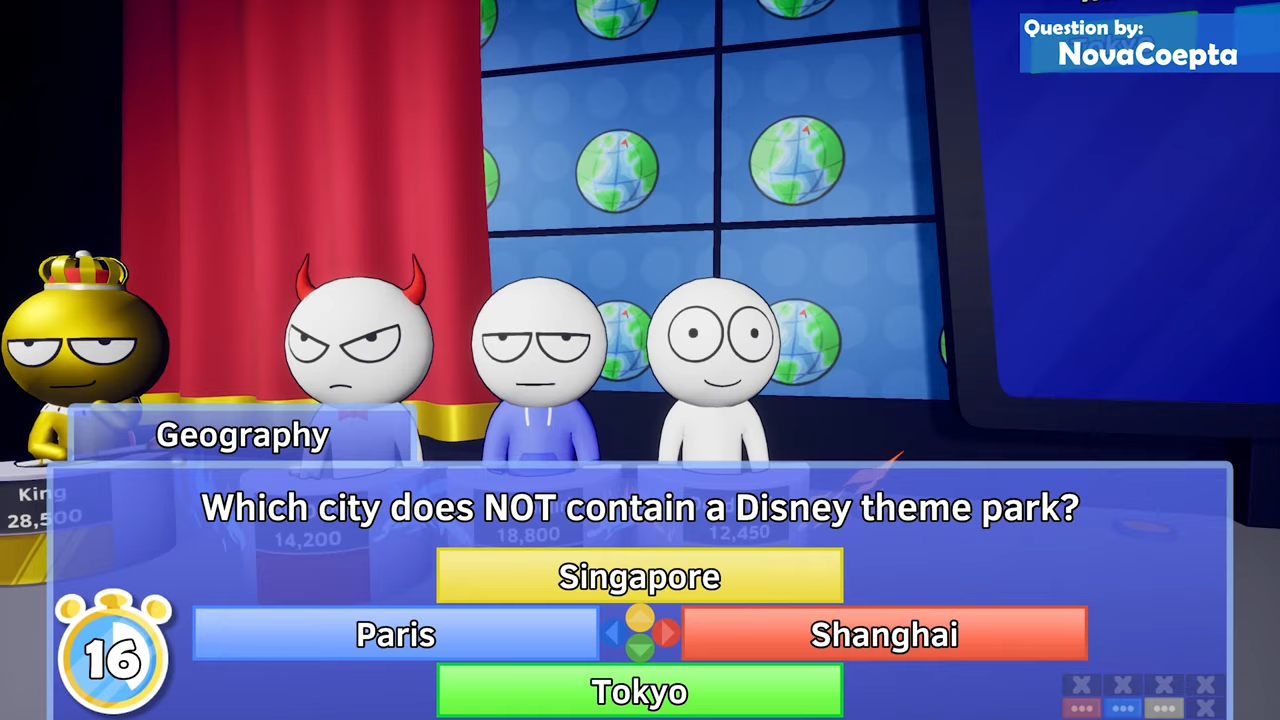 Question by:
NovaCoepta
Geography
King
28,500
Which city does NOT contain a Disney theme park?
14,200
18,800
12,450
Singapore
Paris
Shanghai
Tokyo
16